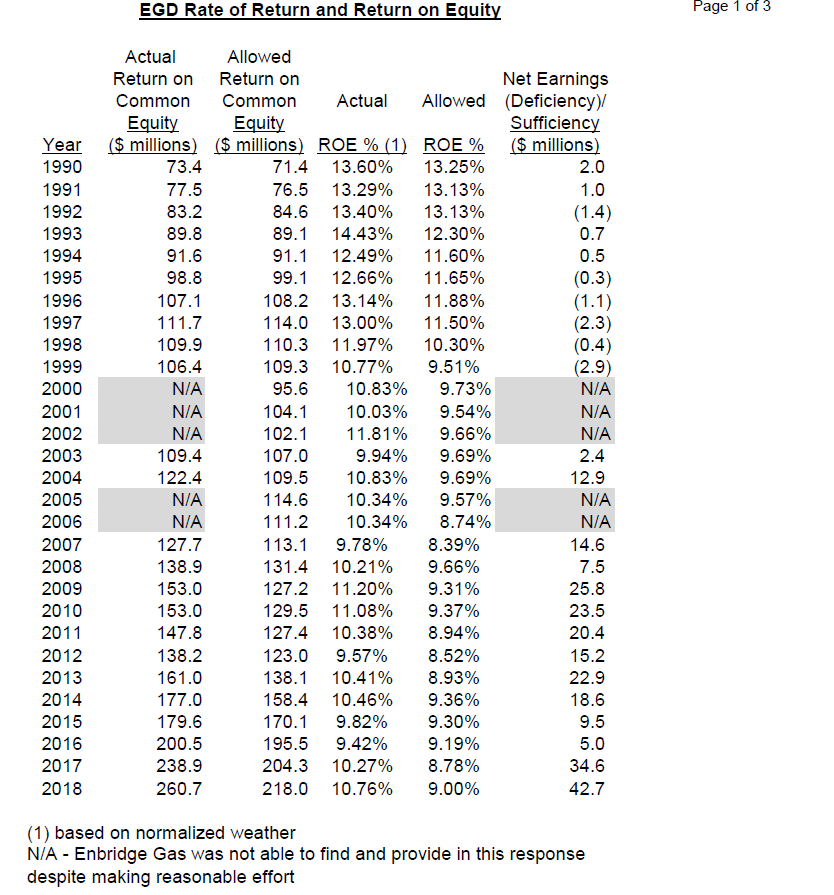 EGD Rate of Return and Return on Equity Page 1 of 3
Actual Allowed
Return on Return on Net Earnings
Common Common Actual Allowed (Deficiency)/
Equity Equity Sufficiency
Year ($ millions) ($ millions) ROE % (1) ROE % ($ millions)
1990 73.4 71.4 13.60% 13.25% 2.0
1991 77.5 76.5 13.29% 13.13% 1.0
1992 83.2 84.6 13.40% 13.13% (1.4)
1993 89.8 89.1 14.43% 12.30% 0.7
1994 91.6 91.1 12.49% 11.60% 0.5
1995 98.8 99.1 12.66% 11.65% (0.3)
1996 107.1 108.2 13.14% 11.88% (1.1)
1997 111.7 114.0 13.00% 11.50% (2.3)
1998 109.9 110.3 11.97% 10.30% (0.4)
1999 106.4 109.3 10.77% 9.51% (2.9)
2000 N/A 95.6 10.83% 9.73% N/A
2001 N/A 104.1 10.03% 9.54% N/A
2002 N/A 102.1 11.81% 9.66% N/A
2003 109.4 107.0 9.94% 9.69% 2.4
2004 122.4 109.5 10.83% 9.69% 12.9
2005 N/A 114.6 10.34% 9.57% N/A
2006 N/A 111.2 10.34% 8.74% N/A
2007 127.7 113.1 9.78% 8.39% 14.6
2008 138.9 131.4 10.21% 9.66% 7.5
2009 153.0 127.2 11.20% 9.31% 25.8
2010 153.0 129.5 11.08% 9.37% 23.5
2011 147.8 127.4 10.38% 8.94% 20.4
2012 138.2 123.0 9.57% 8.52% 15.2
2013 161.0 138.1 10.41% 8.93% 22.9
2014 177.0 158.4 10.46% 9.36% 18.6
2015 179.6 170.1 9.82% 9.30% 9.5
2016 200.5 195.5 9.42% 9.19% 5.0
2017 238.9 204.3 10.27% 8.78% 34.6
2018 260.7 218.0 10.76% 9.00% 42.7
(1) based on normalized weather
N/A - Enbridge Gas was not able to find and provide in this response
despite making reasonable effort